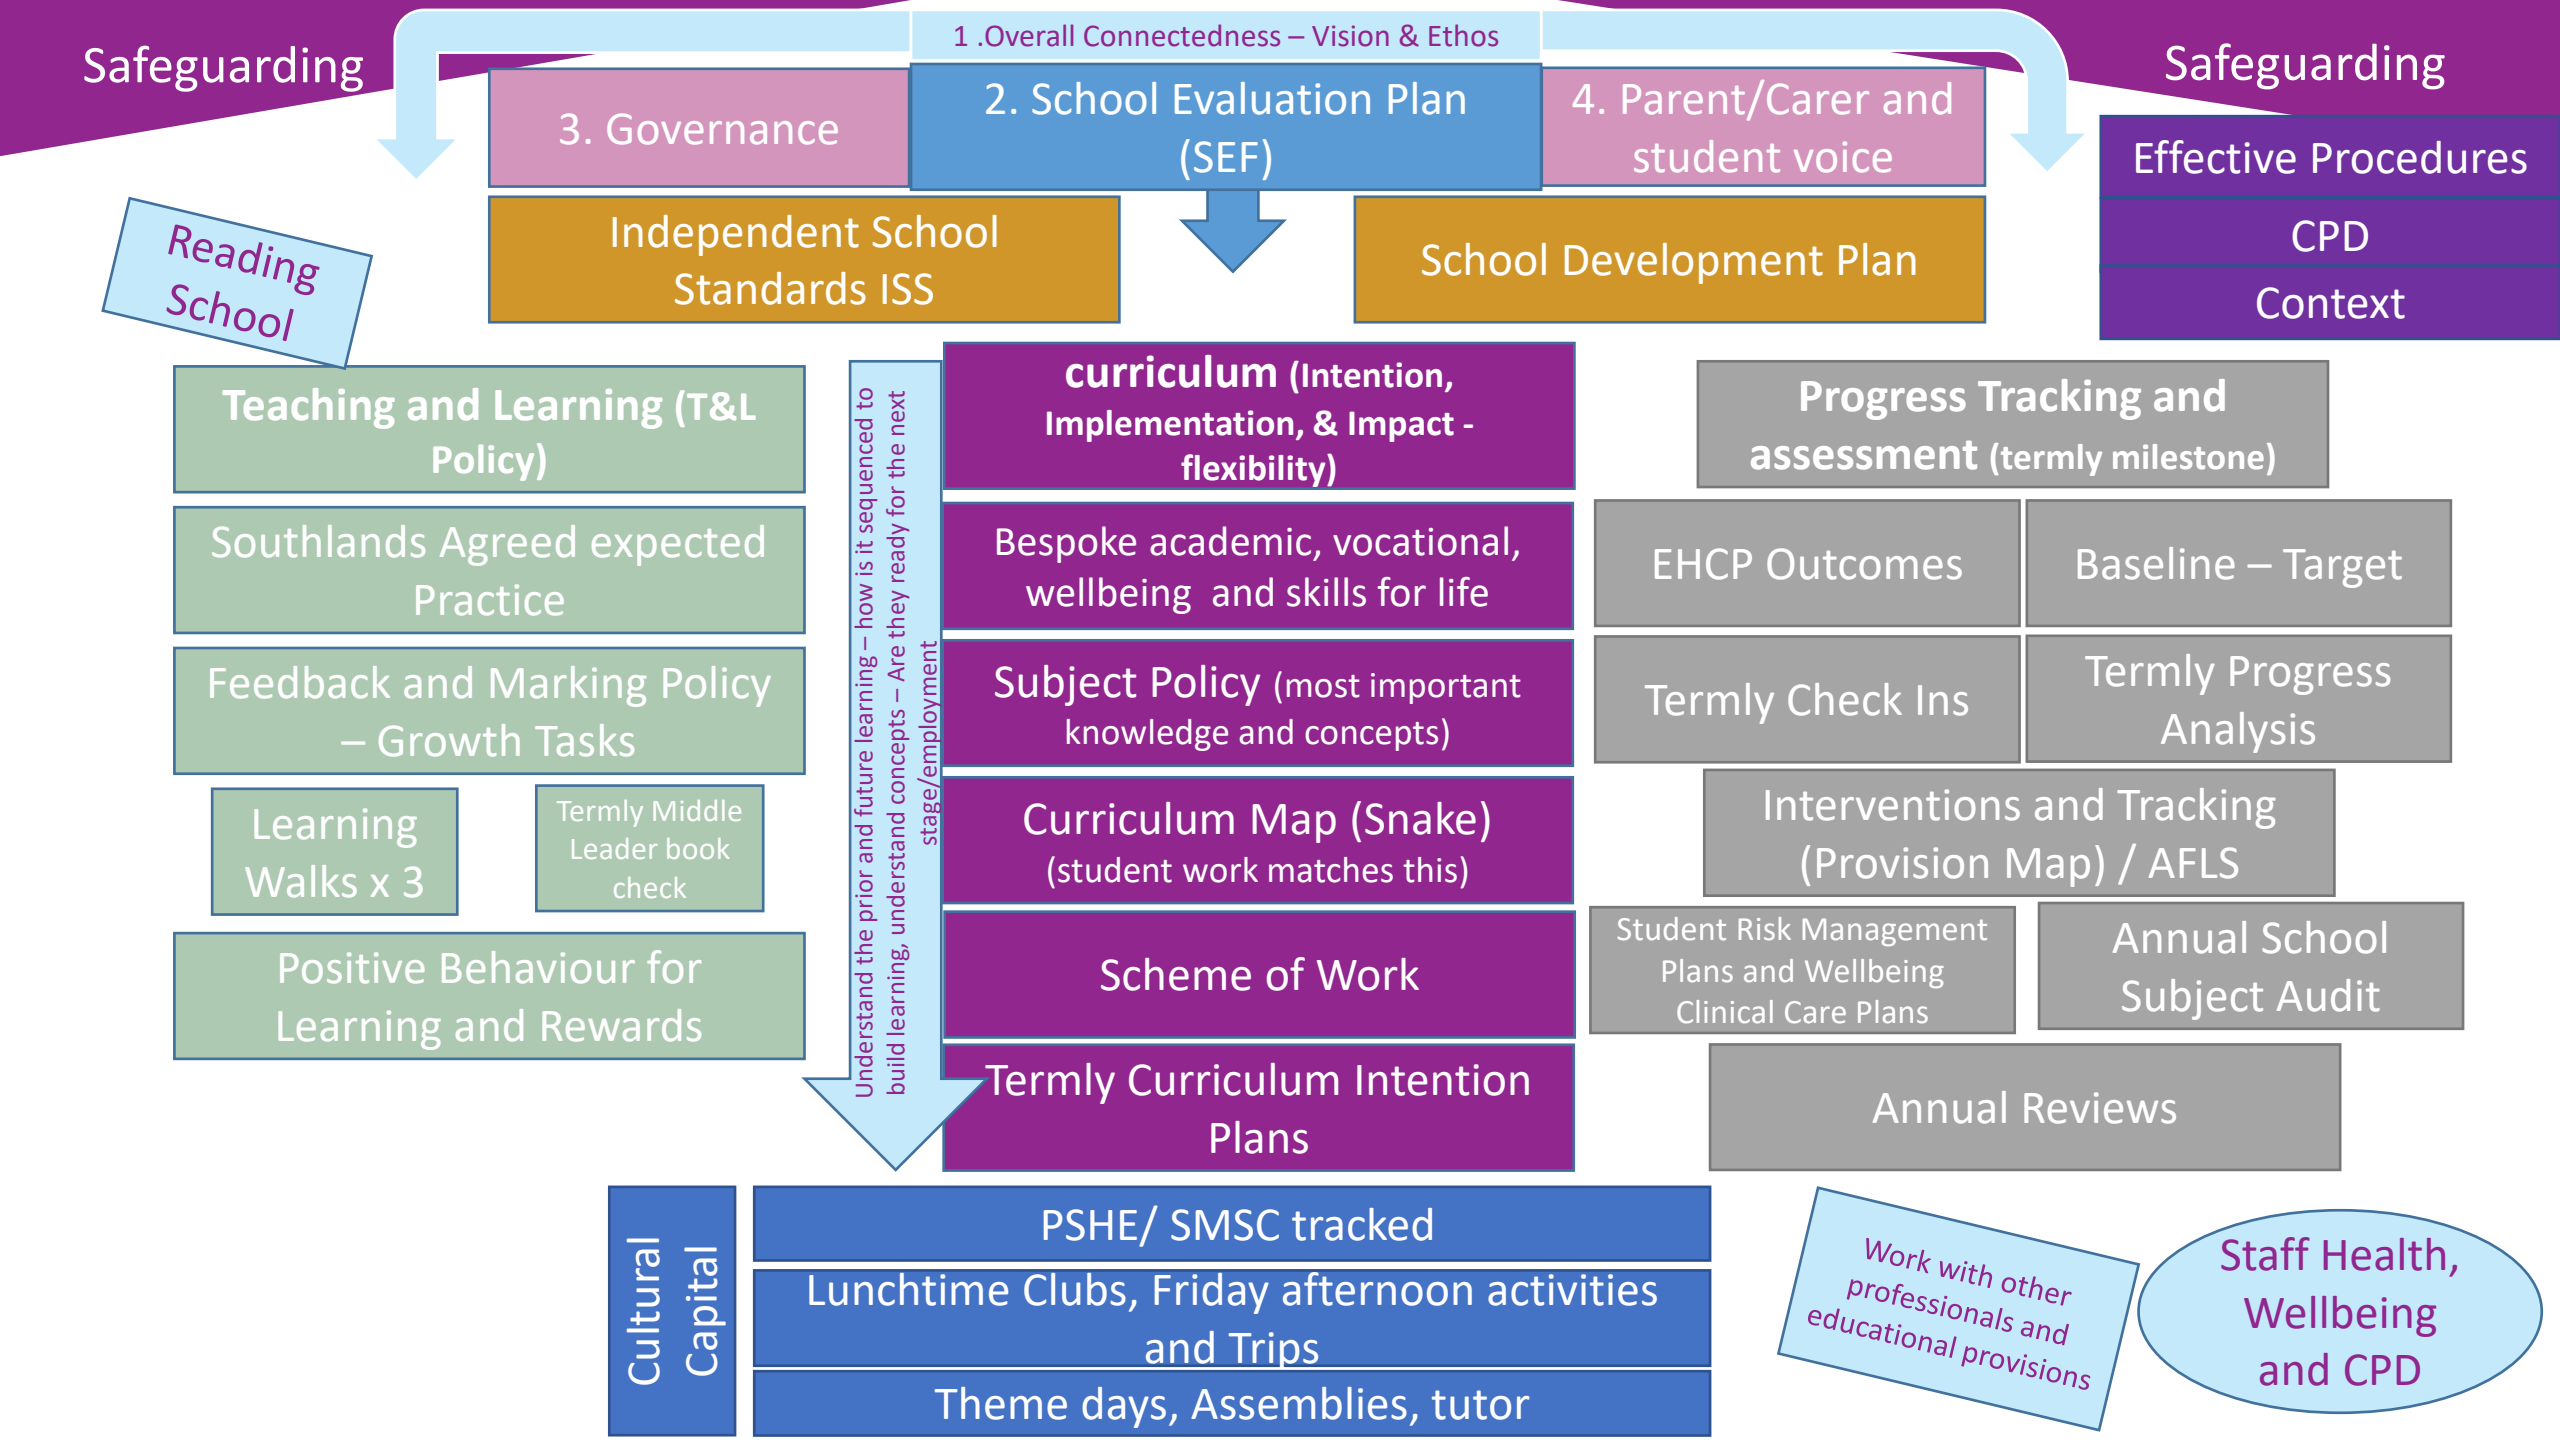 Safeguarding
1 .Overall Connectedness – Vision & Ethos
Safeguarding
3. Governance
2. School Evaluation Plan
(SEF)
4. Parent/Carer and
student voice
Effective Procedures
CPD
Context
Independent School
Standards ISS
School Development Plan
Reading
School
Teaching and Learning (T&L
Policy)
Southlands Agreed expected
Practice
Feedback and Marking Policy
– Growth Tasks
Learning
Walks x 3
Termly Middle
Leader book
check
Positive Behaviour for
Learning and Rewards
Understand the prior and future learning – how is it sequenced to
build learning, understand concepts – Are they ready for the next
stage/employment
curriculum (Intention,
Implementation, & Impact -
flexibility)
Bespoke academic, vocational,
wellbeing  and skills for life
Subject Policy (most important
knowledge and concepts)
Curriculum Map (Snake)
(student work matches this)
Scheme of Work
Termly Curriculum Intention
Plans
Progress Tracking and
assessment (termly milestone)
EHCP Outcomes
Baseline – Target
Termly Check Ins
Termly Progress
Analysis
Interventions and Tracking
(Provision Map) / AFLS
Student Risk Management
Plans and Wellbeing
Clinical Care Plans
Annual School
Subject Audit
Annual Reviews
Cultural
Capital
PSHE/ SMSC tracked
Lunchtime Clubs, Friday afternoon activities
and Trips
Theme days, Assemblies, tutor
Work with other
professionals and
educational provisions
Staff Health,
Wellbeing
and CPD